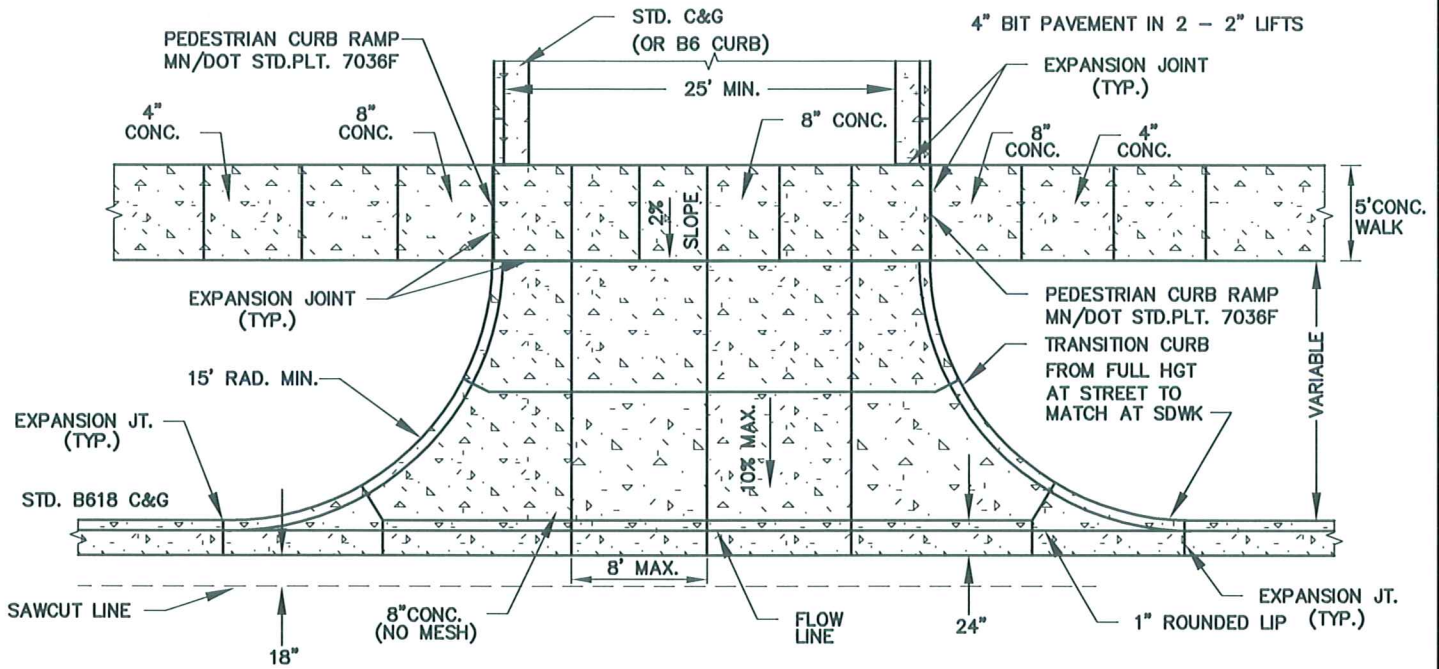 STD. C&G
(OR B6 CURB)
4" BIT PAVEMENT IN 2 - 2" LIFTS
PEDESTRIAN CURB RAMP
MN/DOT STD.PLT. 7036F
EXPANSION JOINT
(TYP.)
25' MIN.
4"
CONC.
8"
CONC.
8" CONC.
8"
CONC.
4"
CONC.
2%
SLOPE
5'CONC.
WALK
EXPANSION JOINT
(TYP.)
PEDESTRIAN CURB RAMP
MN/DOT STD.PLT. 7036F
TRANSITION CURB
FROM FULL HGT
AT STREET TO
MATCH AT SDWK
VARIABLE
15' RAD. MIN.
EXPANSION JT.
(TYP.)
10% MAX.
STD. B618 C&G
8' MAX.
SAWCUT LINE
8"CONC.
(NO MESH)
FLOW
LINE
24"
1" ROUNDED LIP
EXPANSION JT.
(TYP.)
18"